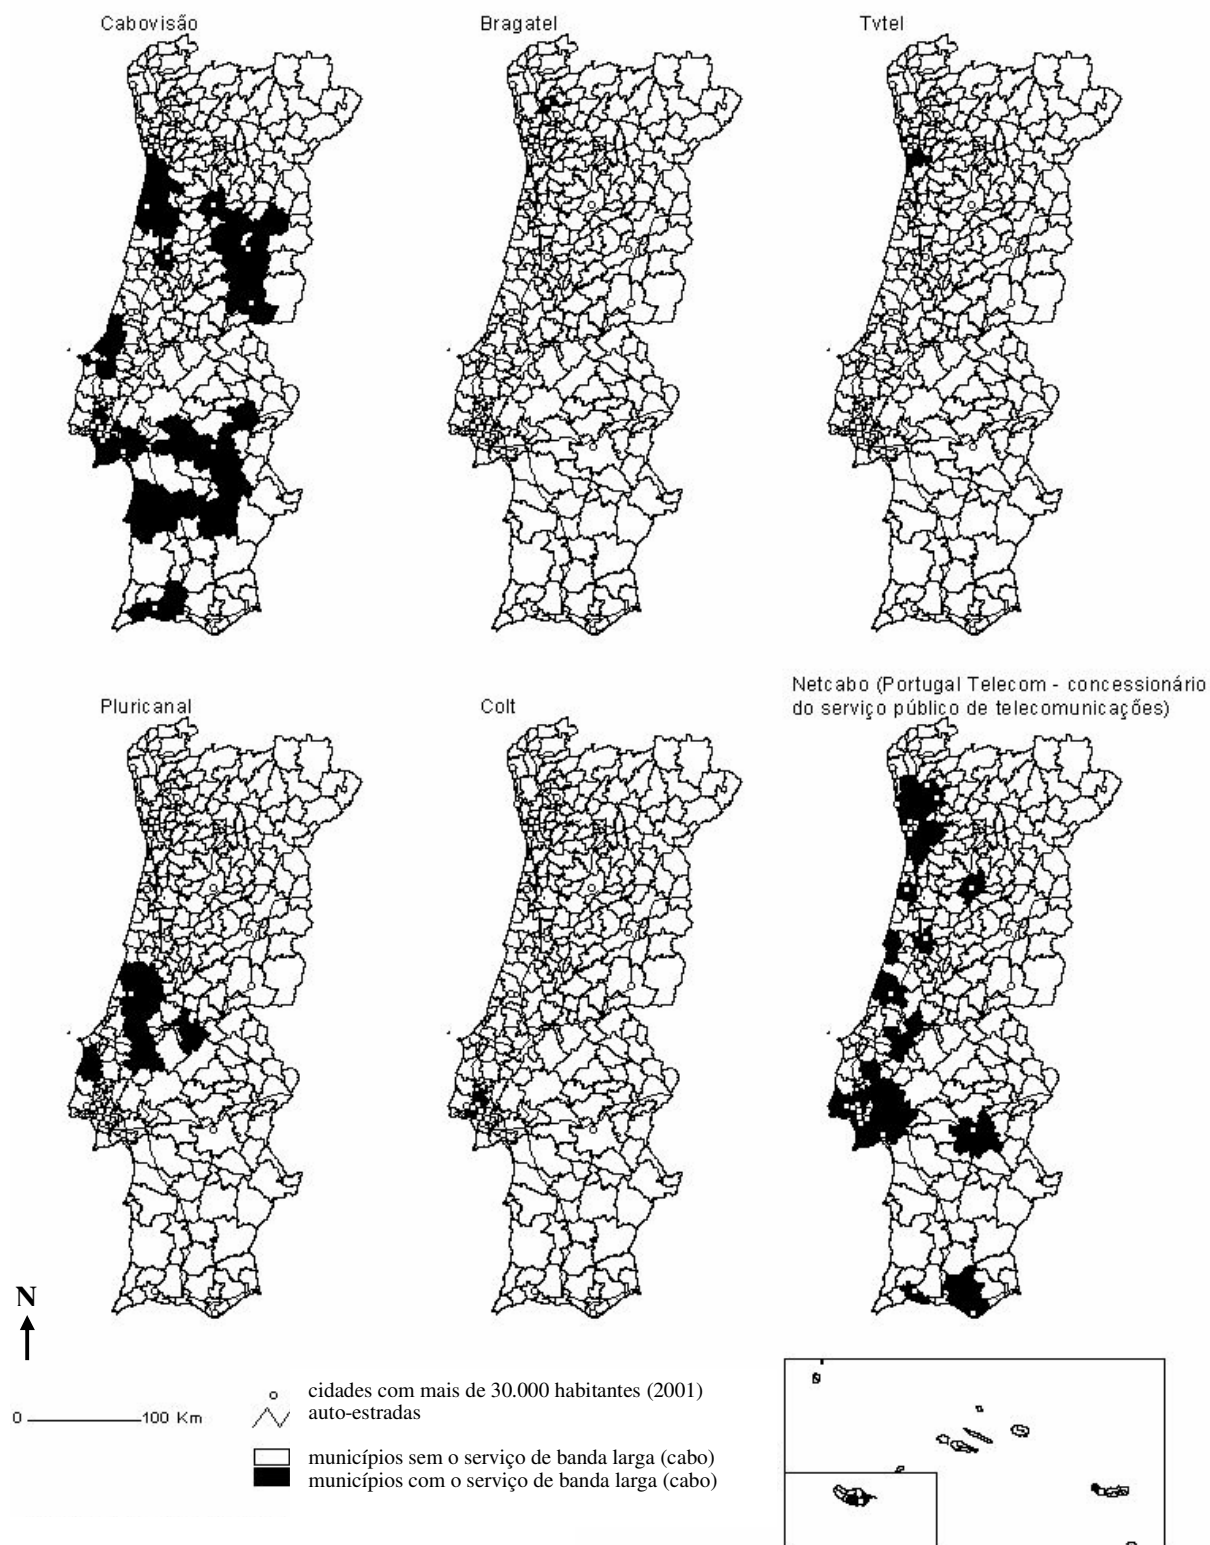 Cabovisão
Bragatel
Tvtel
Pluricanal
Colt
Netcabo (Portugal Telecom - concessionário
do serviço público de telecomunicações)
N
0
100 Km
cidades com mais de 30.000 habitantes (2001)
auto-estradas
municípios sem o serviço de banda larga (cabo)
municípios com o serviço de banda larga (cabo)